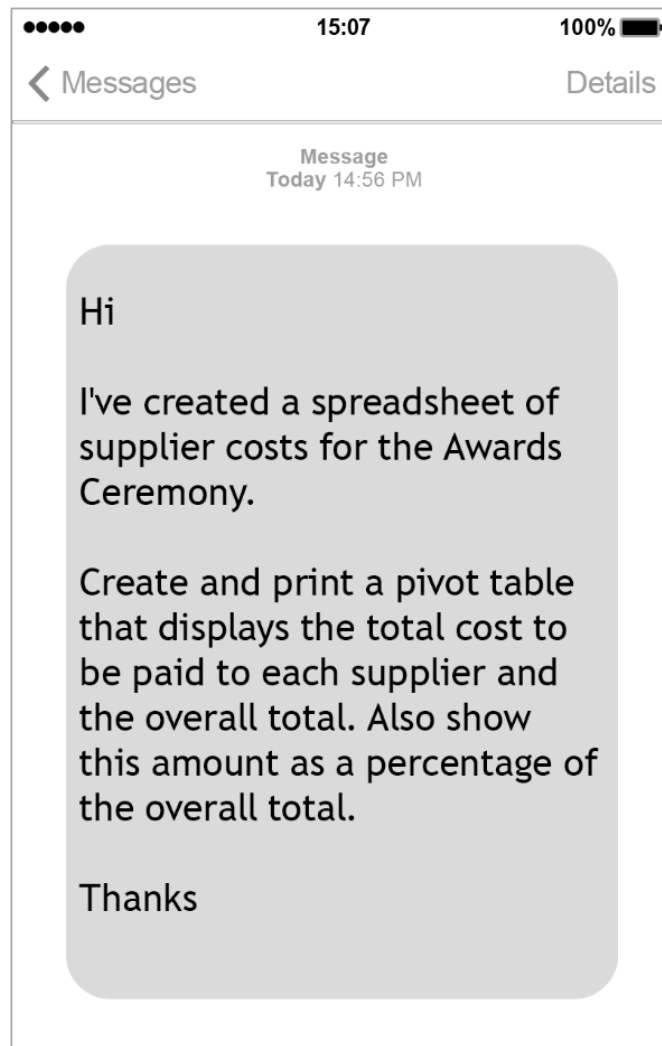 15:07 100%
Messages Details
Message
Today 14:56 PM
Hi
I've created a spreadsheet of
supplier costs for the Awards
Ceremony.
Create and print a pivot table
that displays the total cost to
be paid to each supplier and
the overall total. Also show
this amount as a percentage of
the overall total.
Thanks